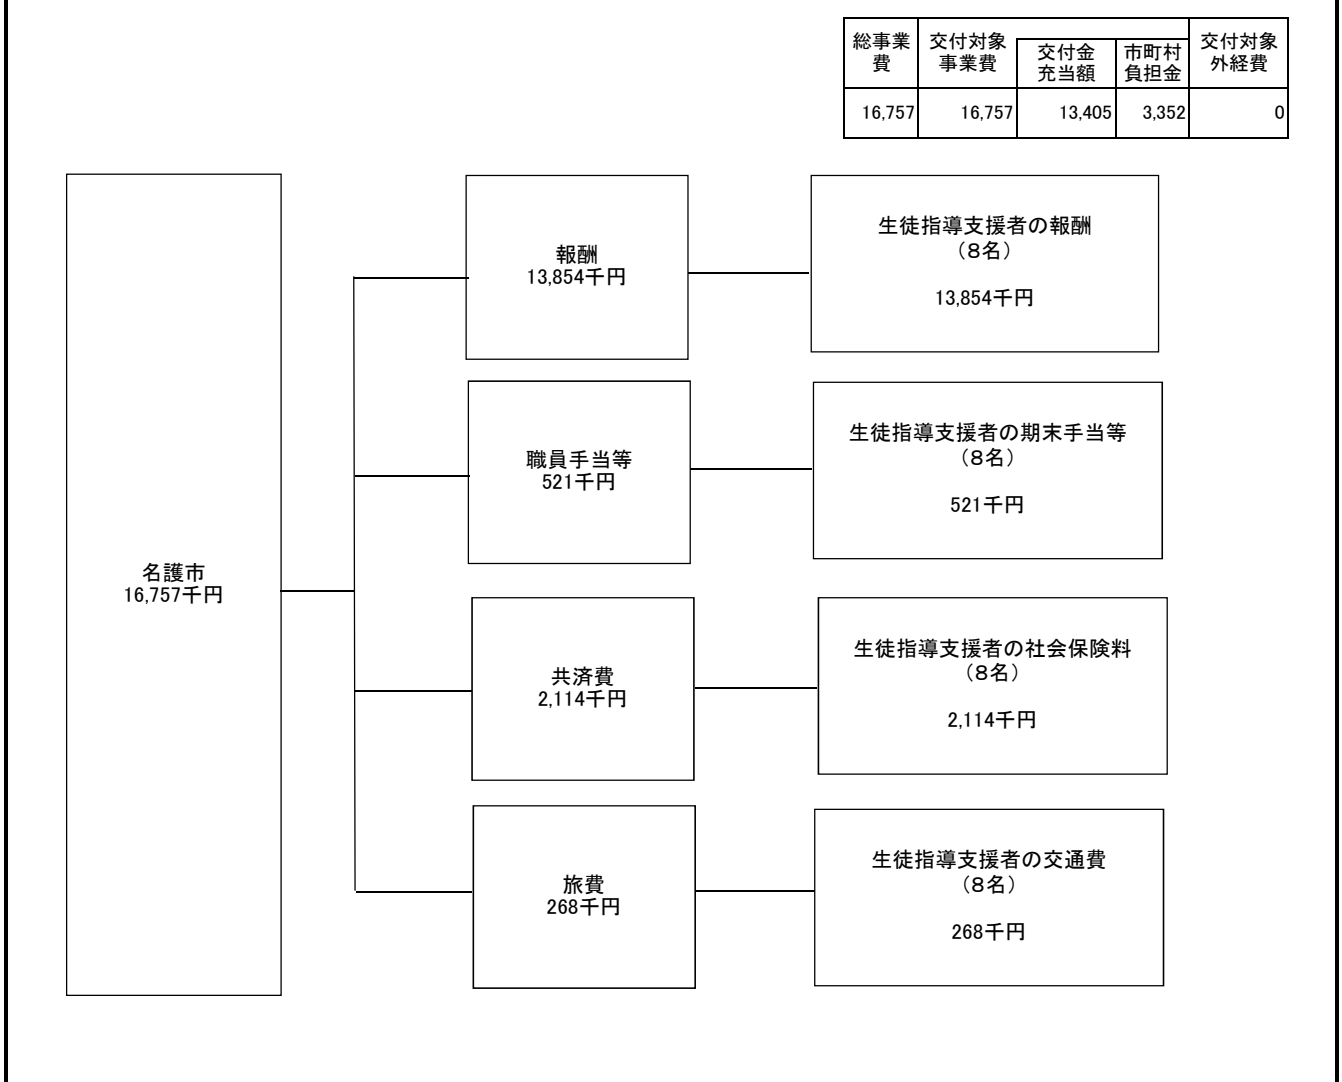 総事業
費
交付対象
事業費
交付金
充当額
市町村
負担金
交付対象
外経費
16,757
16,757
13,405
3,352
0
名護市
16,757千円
報酬
13,854千円
生徒指導支援者の報酬
（8名）
13,854千円
職員手当等
521千円
生徒指導支援者の期末手当等
（8名）
521千円
共済費
2,114千円
生徒指導支援者の社会保険料
（8名）
2,114千円
旅費
268千円
生徒指導支援者の交通費
（8名）
268千円